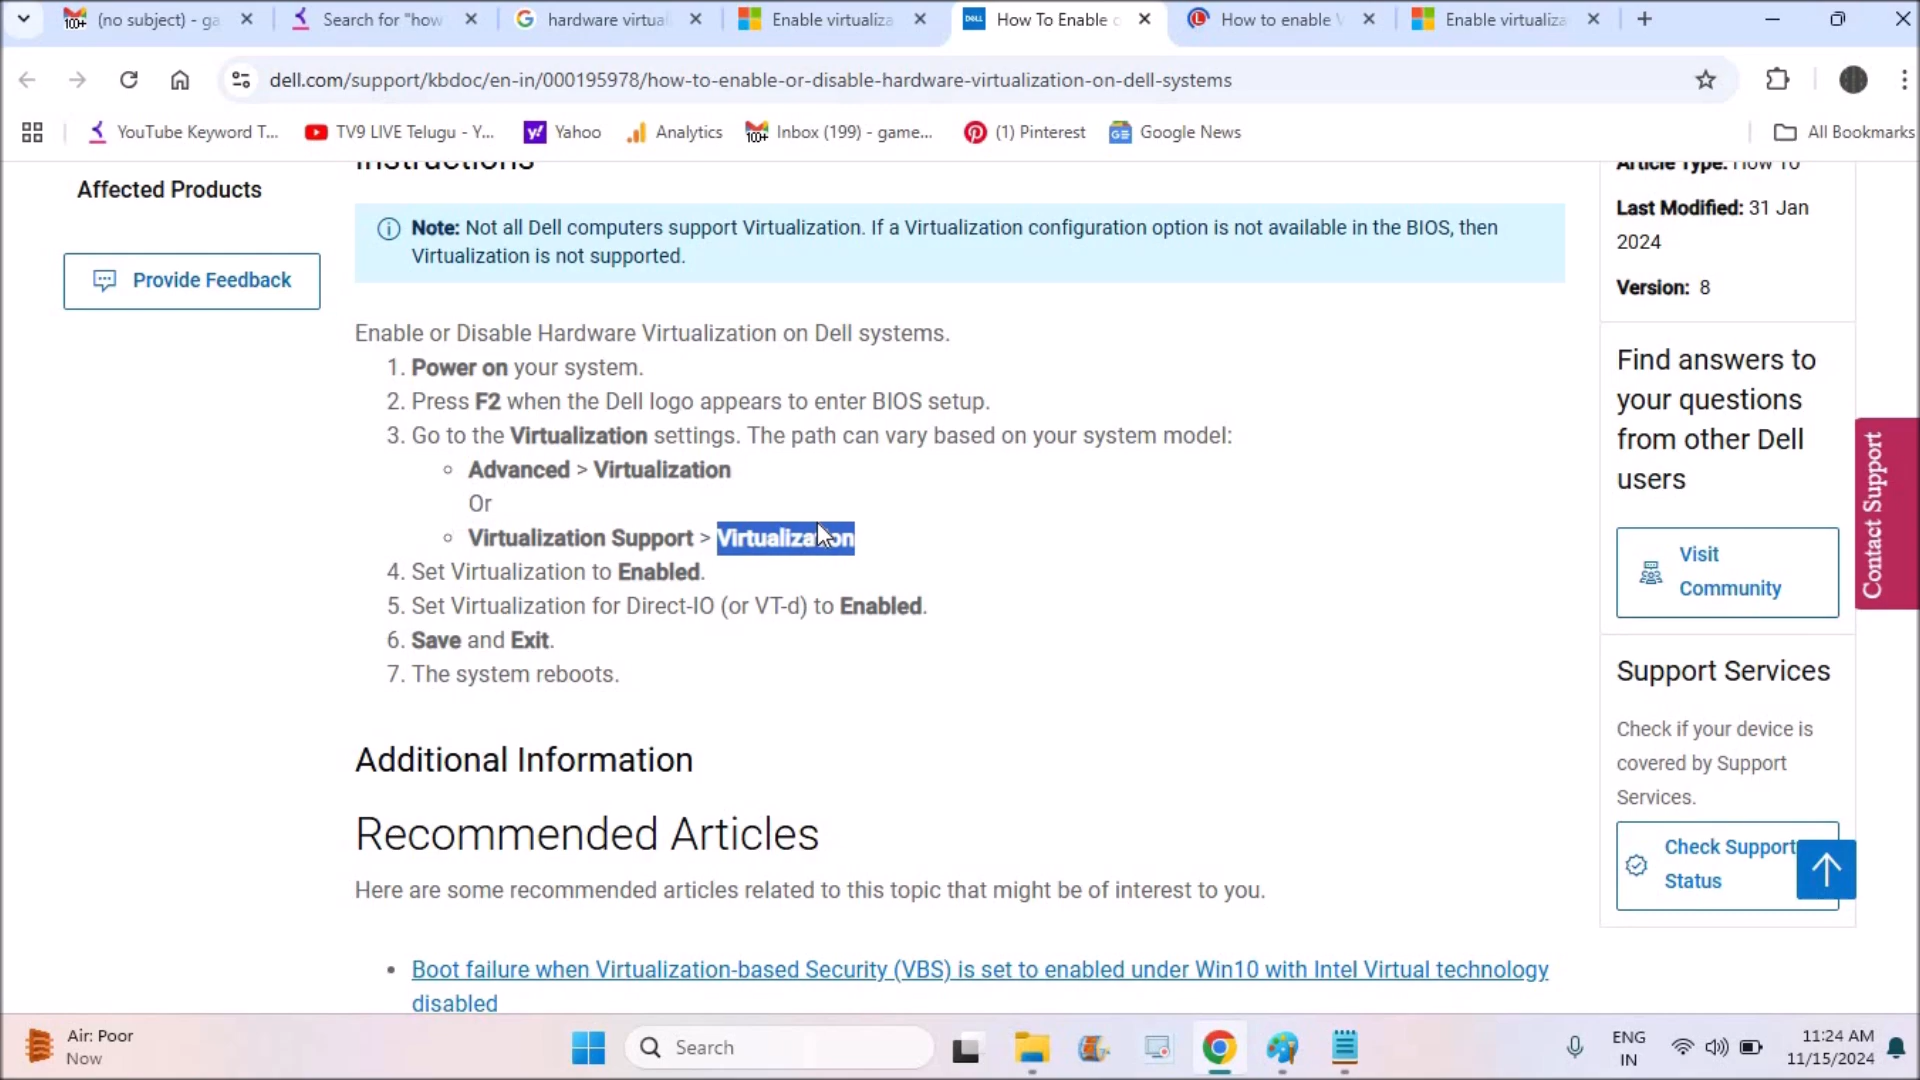 (no subject) - ga
Search for "how
hardware virtual
Enable virtualiza
How To Enable o
How to enable V
Enable virtualiza
dell.com/support/kbdoc/en-in/000195978/how-to-enable-or-disable-hardware-virtualization-on-dell-systems
YouTube Keyword T...
TV9 LIVE Telugu - Y...
Yahoo
Analytics
Inbox (199) - game...
(1) Pinterest
Google News
All Bookmarks
Instructions
Affected Products
Provide Feedback
Note: Not all Dell computers support Virtualization. If a Virtualization configuration option is not available in the BIOS, then
Virtualization is not supported.
Enable or Disable Hardware Virtualization on Dell systems.
1. Power on your system.
2. Press F2 when the Dell logo appears to enter BIOS setup.
3. Go to the Virtualization settings. The path can vary based on your system model:
Advanced > Virtualization
Or
Virtualization Support > Virtualization
4. Set Virtualization to Enabled.
5. Set Virtualization for Direct-IO (or VT-d) to Enabled.
6. Save and Exit.
7. The system reboots.
Additional Information
Recommended Articles
Here are some recommended articles related to this topic that might be of interest to you.
Boot failure when Virtualization-based Security (VBS) is set to enabled under Win10 with Intel Virtual technology
disabled
Article Type: How To
Last Modified: 31 Jan
2024
Version: 8
Find answers to
your questions
from other Dell
users
Visit
Community
Support Services
Check if your device is
covered by Support
Services.
Check Support
Status
Contact Support
Air: Poor
Now
Search
ENG
IN
11:24 AM
11/15/2024